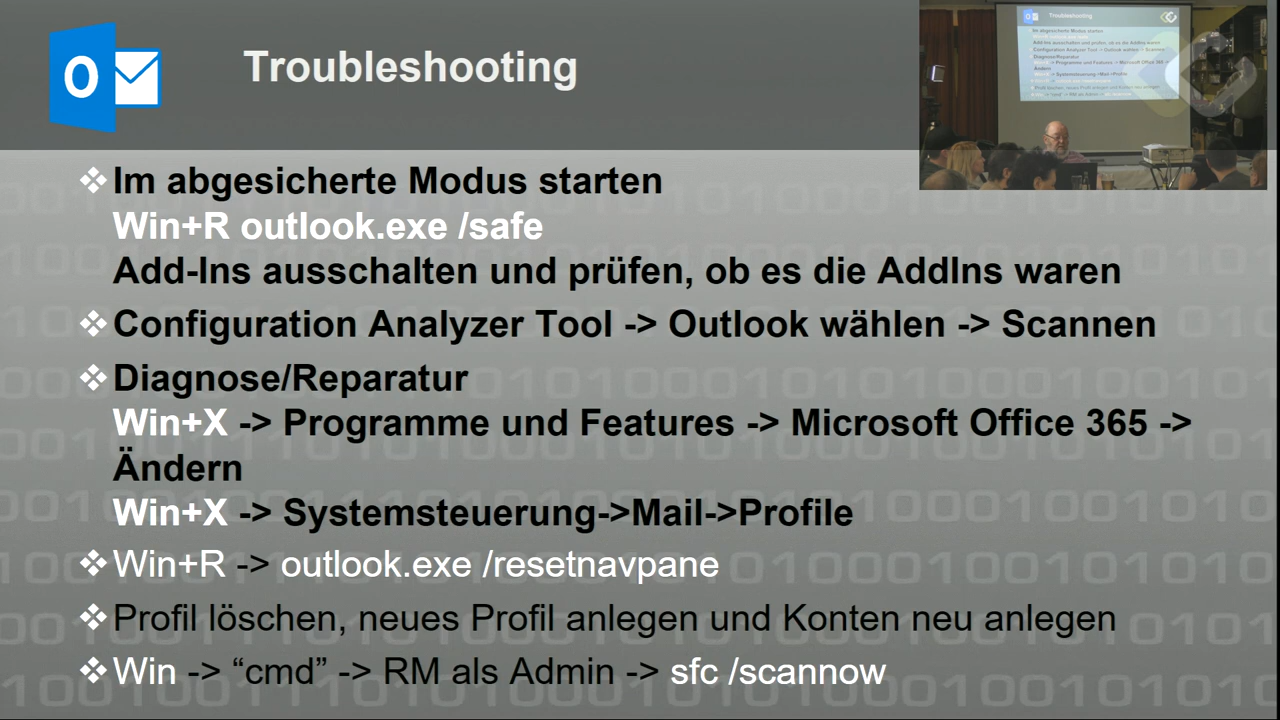 Troubleshooting
Im abgesicherte Modus starten
Win+R outlook.exe /safe
Add-Ins ausschalten und prüfen, ob es die AddIns waren
Configuration Analyzer Tool -> Outlook wählen -> Scannen
Diagnose/Reparatur
Win+X -> Programme und Features -> Microsoft Office 365 ->
Ändern
Win+X -> Systemsteuerung->Mail->Profile
Win+R -> outlook.exe /resetnavpane
Profil löschen, neues Profil anlegen und Konten neu anlegen
Win -> “cmd” -> RM als Admin -> sfc /scannow